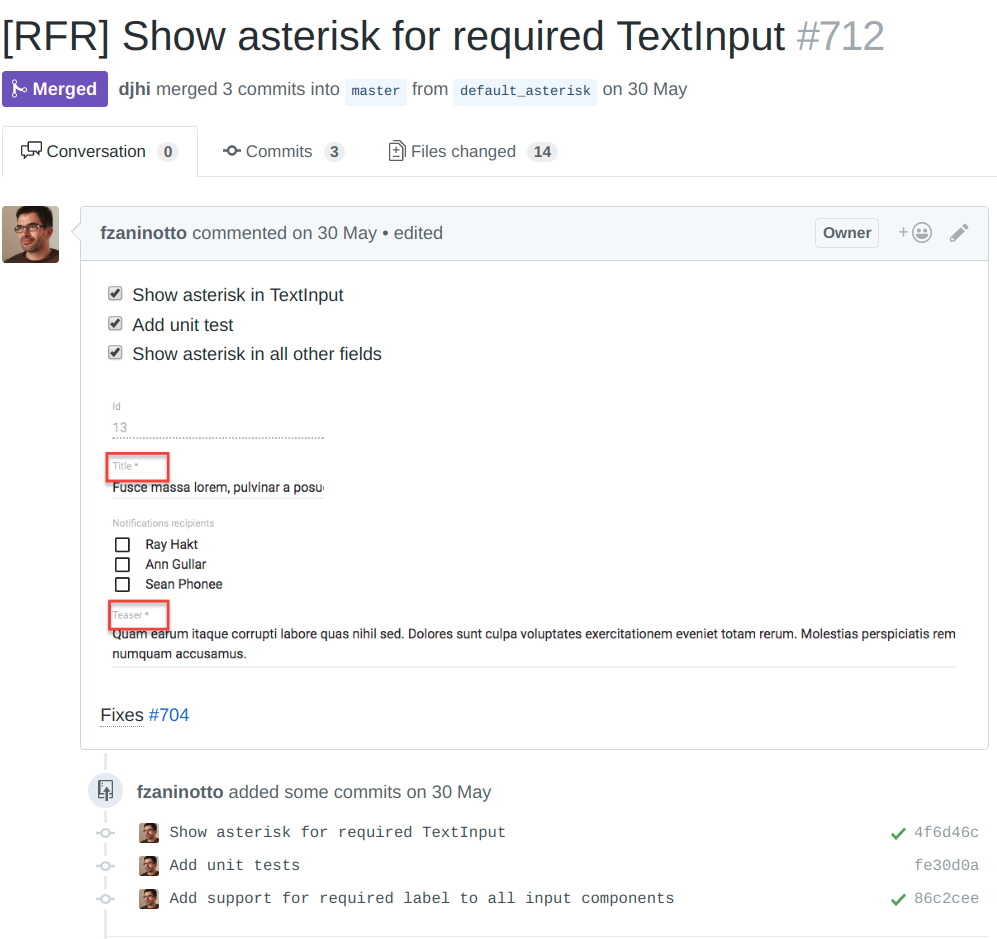 [RFR] Show asterisk for required TextInput #712
Merged djhi merged 3 commits into master from default_asterisk on 30 May
Conversation 0 Commits 3 Files changed 14
fzaninotto commented on 30 May • edited Owner +
Show asterisk in TextInput
Add unit test
Show asterisk in all other fields
Id
13
Title *
Fusce massa lorem, pulvinar a posu
Notifications recipients
Ray Hakt
Ann Gullar
Sean Phonee
Teaser *
Quam earum itaque corrupti labore quas nihil sed. Dolores sunt culpa voluptates exercitationem eveniet totam rerum. Molestias perspiciatis rem
numquam accusamus.
Fixes #704
fzaninotto added some commits on 30 May
Show asterisk for required TextInput 4f6d46c
Add unit tests fe30d0a
Add support for required label to all input components 86c2cee